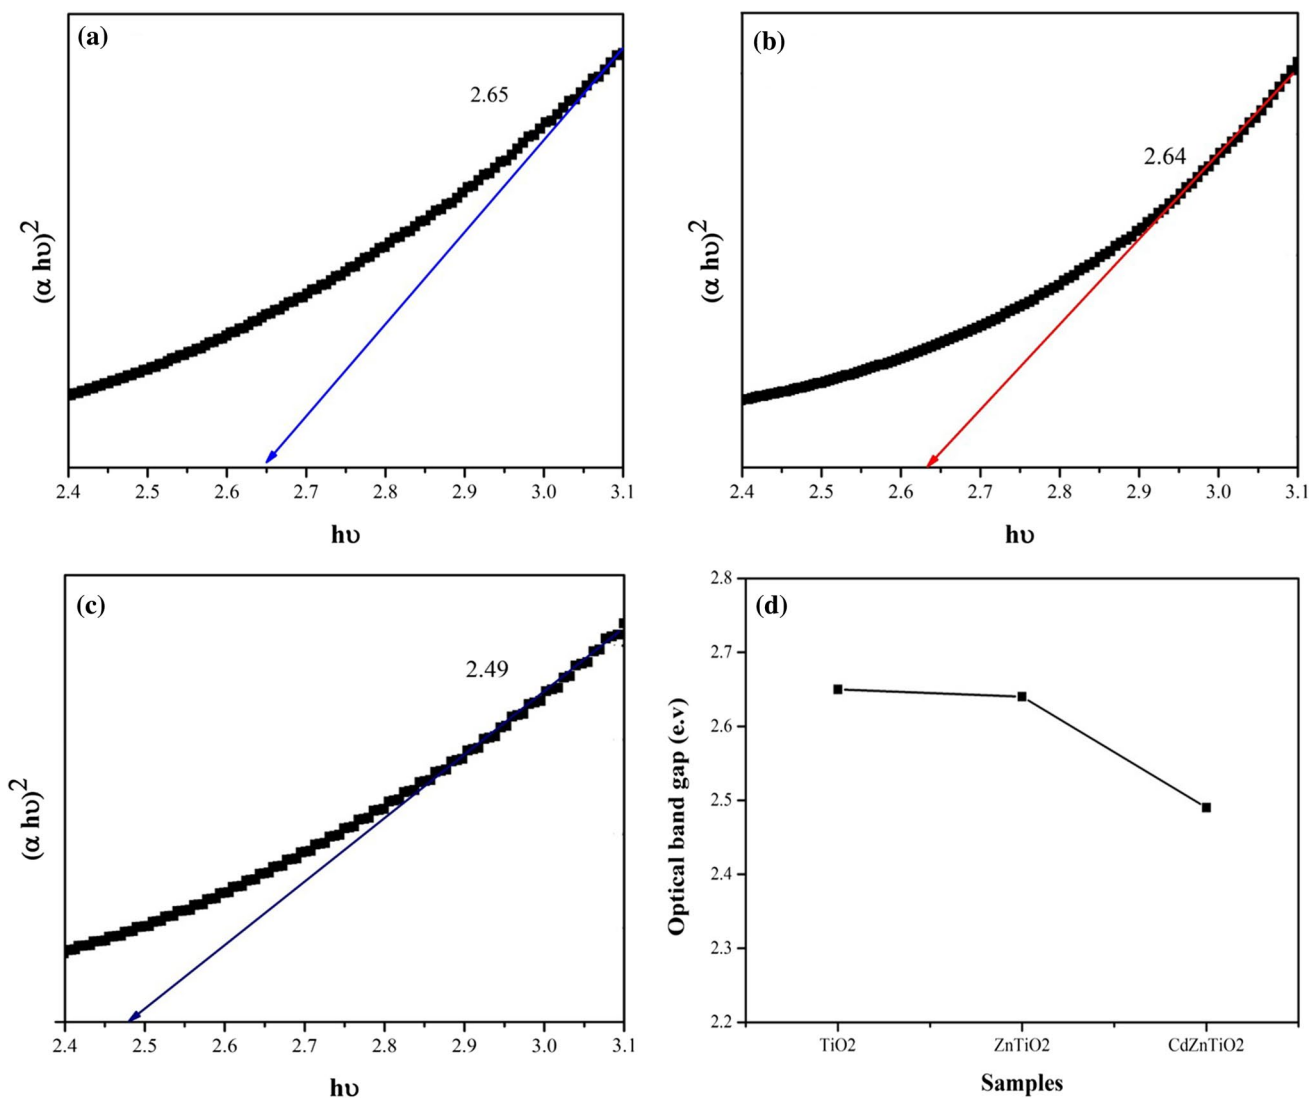 (a)
2.65
(α hυ)2
2.4 2.5 2.6 2.7 2.8 2.9 3.0 3.1
hυ
(b)
2.64
(α hυ)2
2.4 2.5 2.6 2.7 2.8 2.9 3.0 3.1
hυ
(c)
2.49
(α hυ)2
2.4 2.5 2.6 2.7 2.8 2.9 3.0 3.1
hυ
(d)
Optical band gap (e.v)
2.8
2.7
2.6
2.5
2.4
2.3
2.2
TiO2 ZnTiO2 CdZnTiO2
Samples